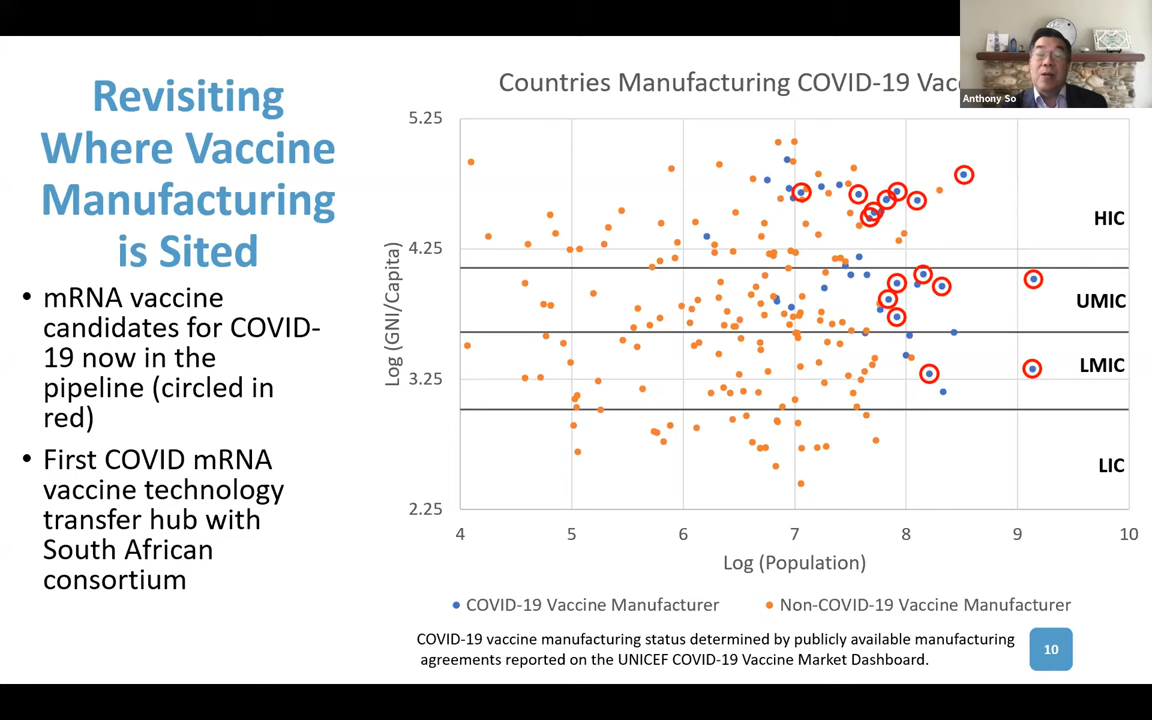 Revisiting
Where Vaccine
Manufacturing
is Sited
• mRNA vaccine
candidates for COVID-
19 now in the
pipeline (circled in
red)
• First COVID mRNA
vaccine technology
transfer hub with
South African
consortium
Countries Manufacturing COVID-19
Anthony So
Log (GNI/Capita)
5.25
4.25
3.25
2.25
HIC
UMIC
LMIC
LIC
4 5 6 7 8 9 10
Log (Population)
COVID-19 Vaccine Manufacturer Non-COVID-19 Vaccine Manufacturer
COVID-19 vaccine manufacturing status determined by publicly available manufacturing
agreements reported on the UNICEF COVID-19 Vaccine Market Dashboard.
10